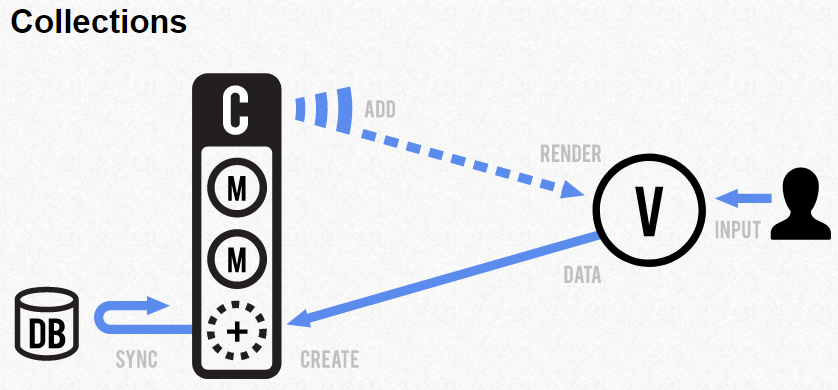 Collections
C
ADD
RENDER
M
V
INPUT
M
DATA
DB
+
SYNC
CREATE